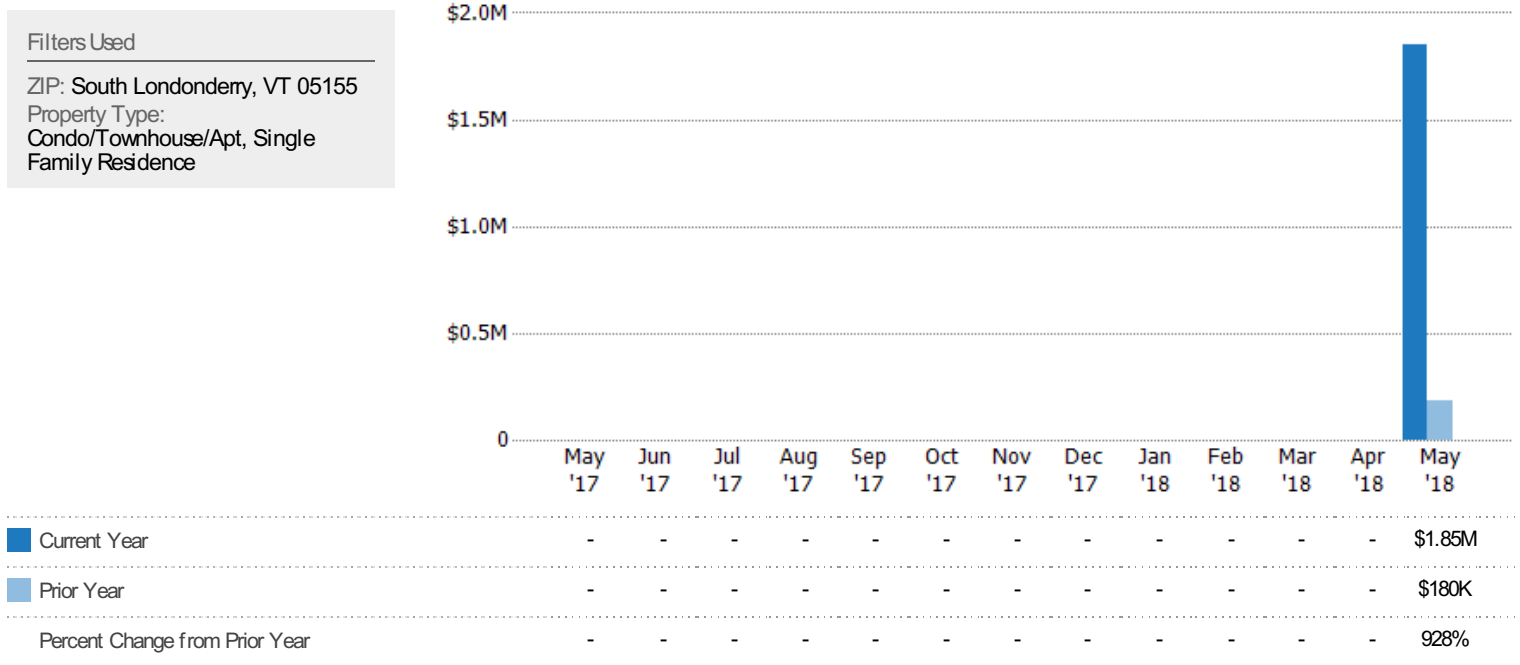 Filters Used
ZIP: South Londonderry, VT 05155
Property Type:
Condo/Townhouse/Apt, Single
Family Residence
$2.0M
$1.5M
$1.0M
$0.5M
0
May Jun Jul Aug Sep Oct Nov Dec Jan Feb Mar Apr May
'17 '17 '17 '17 '17 '17 '17 '17 '18 '18 '18 '18 '18
Current Year - - - - - - - - - - - - $1.85M
Prior Year - - - - - - - - - - - - $180K
Percent Change from Prior Year - - - - - - - - - - - - 928%